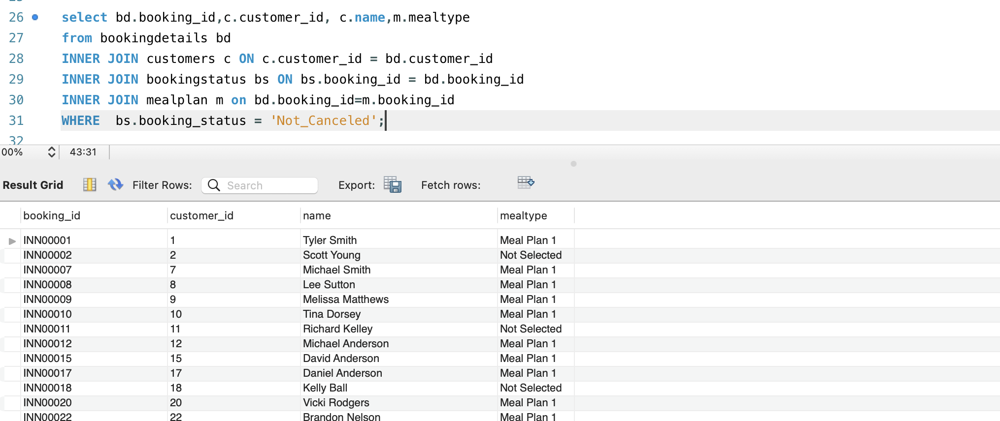 26 select bd.booking_id,c.customer_id, c.name,m.mealtype
27 from bookingdetails bd
28 INNER JOIN customers c ON c.customer_id = bd.customer_id
29 INNER JOIN bookingstatus bs ON bs.booking_id = bd.booking_id
30 INNER JOIN mealplan m on bd.booking_id=m.booking_id
31 WHERE  bs.booking_status = 'Not_Canceled';
32
00% 43:31
Result Grid Filter Rows: Search Export: Fetch rows:
booking_id customer_id name mealtype
INN00001 1 Tyler Smith Meal Plan 1
INN00002 2 Scott Young Not Selected
INN00007 7 Michael Smith Meal Plan 1
INN00008 8 Lee Sutton Meal Plan 1
INN00009 9 Melissa Matthews Meal Plan 1
INN00010 10 Tina Dorsey Meal Plan 1
INN00011 11 Richard Kelley Not Selected
INN00012 12 Michael Anderson Meal Plan 1
INN00015 15 David Anderson Meal Plan 1
INN00017 17 Daniel Anderson Meal Plan 1
INN00018 18 Kelly Ball Not Selected
INN00020 20 Vicki Rodgers Meal Plan 1
INN00022 22 Brandon Nelson Meal Plan 1